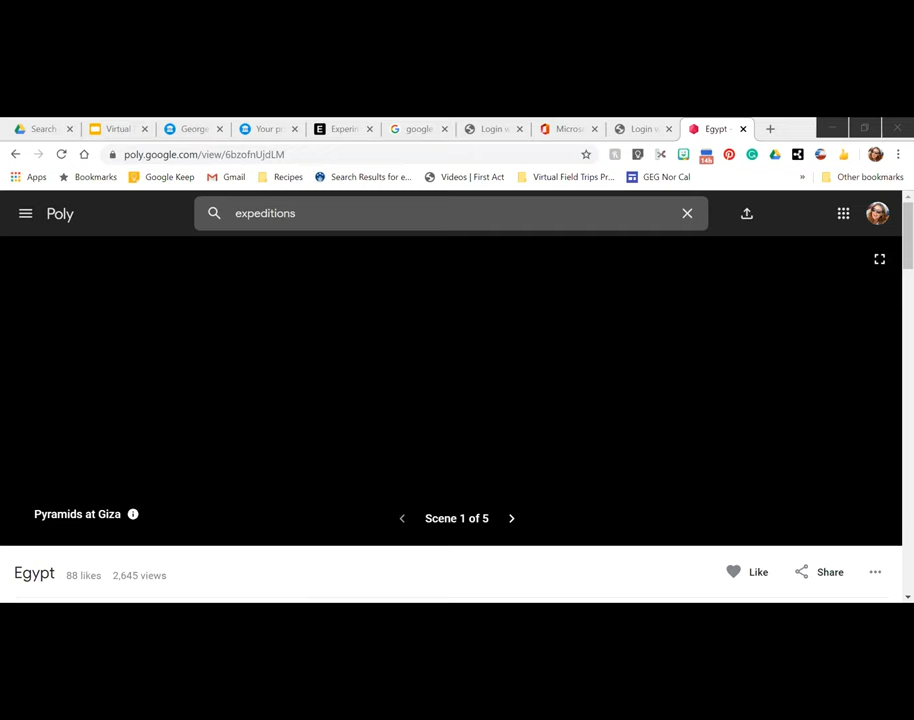 Search
Virtual
George
Your p
E Experin
google
Login w
Microso
Login w
Egypt -
poly.google.com/view/6bzofnUjdLM
14k
Apps
Bookmarks
Google Keep
Gmail
Recipes
Search Results for e...
Videos | First Act
Virtual Field Trips Pr...
GEG Nor Cal
»
Other bookmarks
Poly
expeditions
Pyramids at Giza
Scene 1 of 5
Egypt
88 likes
2,645 views
Like
Share